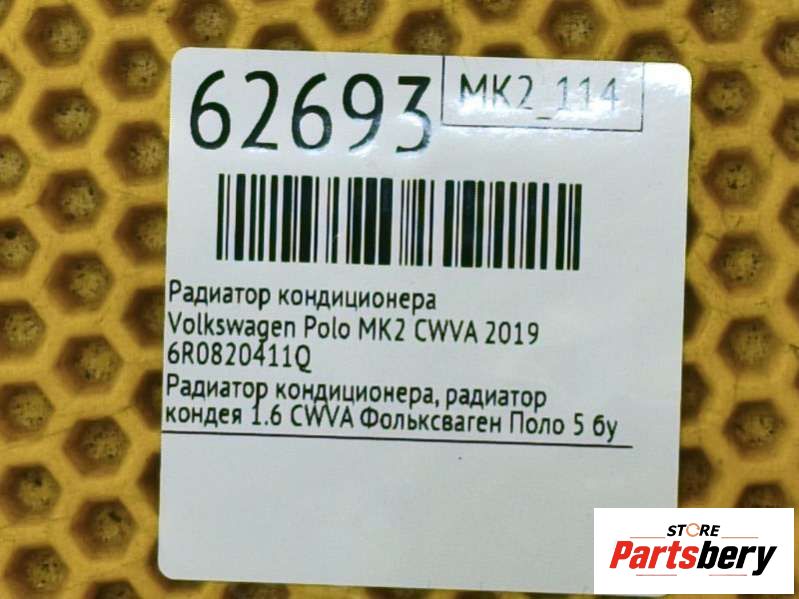 62693
MK2_114
Радиатор кондиционера
Volkswagen Polo MK2 CWVA 2019
6R0820411Q
Радиатор кондиционера, радиатор
кондея 1.6 CWVA Фольксваген Поло 5 бу
STORE
Partsbery